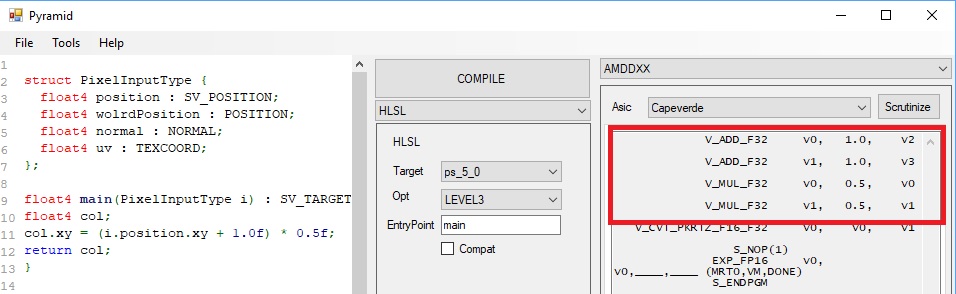 Pyramid
File Tools Help
1
2 struct PixelInputType {
3 float4 position : SV_POSITION;
4 float4 wolrdPosition : POSITION;
5 float4 normal : NORMAL;
6 float4 uv : TEXCOORD;
7 };
8
9 float4 main(PixelInputType i) : SV_TARGET
10 float4 col;
11 col.xy = (i.position.xy + 1.0f) * 0.5f;
12 return col;
13 }
14
COMPILE
HLSL
HLSL
Target ps_5_0
Opt LEVEL3
EntryPoint main
Compat
AMDDXX
Asic Capeverde Scrutinize
V_ADD_F32 v0, 1.0, v2
V_ADD_F32 v1, 1.0, v3
V_MUL_F32 v0, 0.5, v0
V_MUL_F32 v1, 0.5, v1
V_CVT_PKRTZ_F16_F32 v0, v0, v1
S_NOP(1)
EXP_FP16 v0,
v0,____,____ (MRT0,VM,DONE)
S_ENDPGM